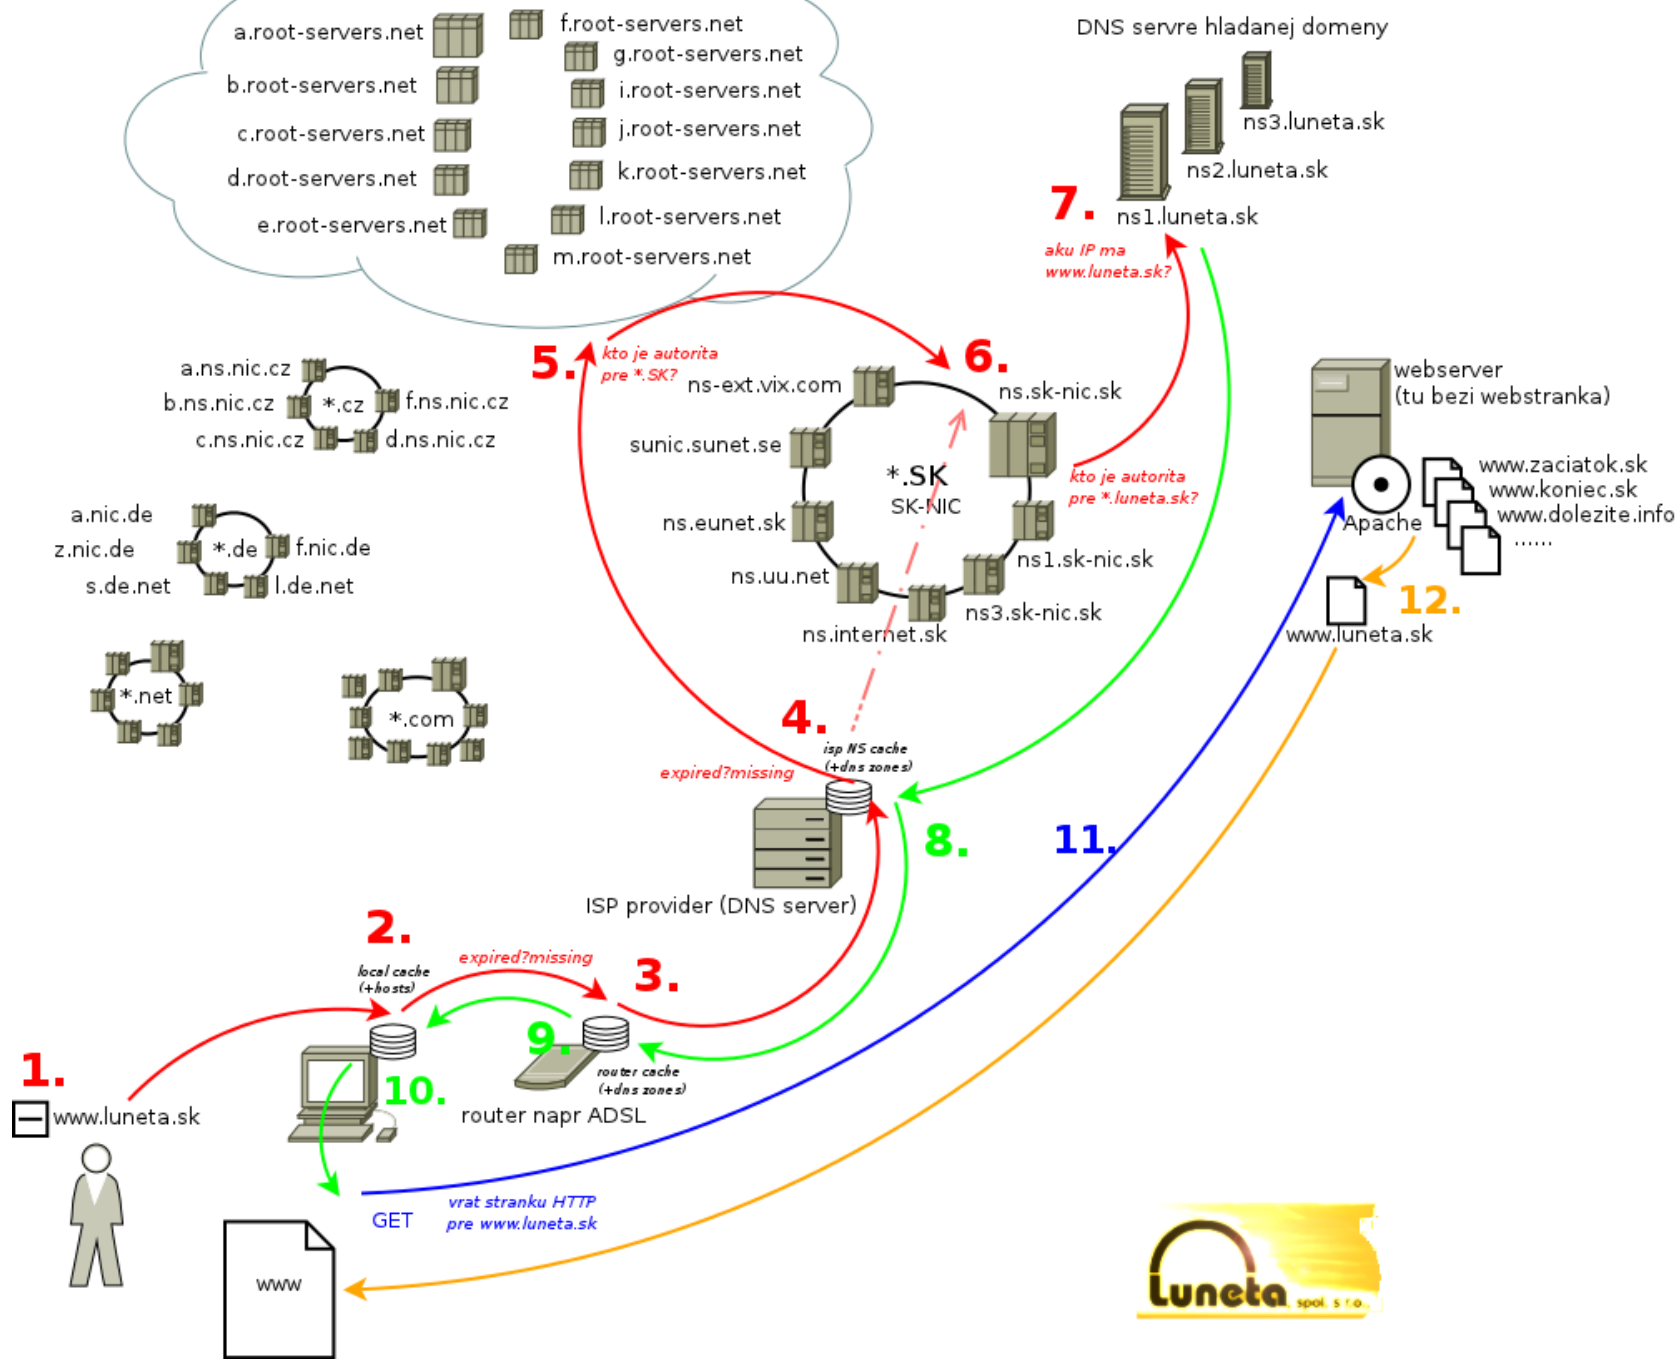 a.root-servers.net
f.root-servers.net
g.root-servers.net
b.root-servers.net
i.root-servers.net
c.root-servers.net
j.root-servers.net
d.root-servers.net
k.root-servers.net
e.root-servers.net
l.root-servers.net
m.root-servers.net
DNS servre hladanej domeny
ns3.luneta.sk
ns2.luneta.sk
7.
ns1.luneta.sk
aku IP ma
www.luneta.sk?
5.
kto je autorita
pre *.SK?
6.
a.ns.nic.cz
b.ns.nic.cz
*.cz
f.ns.nic.cz
c.ns.nic.cz
d.ns.nic.cz
ns-ext.vix.com
ns.sk-nic.sk
sunic.sunet.se
*.SK
SK-NIC
kto je autorita
pre *.luneta.sk?
ns.eunet.sk
ns1.sk-nic.sk
ns.uu.net
ns3.sk-nic.sk
ns.internet.sk
webserver
(tu bezi webstranka)
www.zaciatok.sk
www.koniec.sk
www.dolezite.info
......
Apache
12.
www.luneta.sk
a.nic.de
z.nic.de
*.de
f.nic.de
s.de.net
l.de.net
*.net
*.com
4.
isp NS cache
(+dns zones)
expired?missing
8.
11.
ISP provider (DNS server)
2.
local cache
(+hosts)
expired?missing
3.
9.
router cache
(+dns zones)
router napr ADSL
1.
www.luneta.sk
10.
GET
vrat stranku HTTP
pre www.luneta.sk
www
Luneta, spol. s r.o.